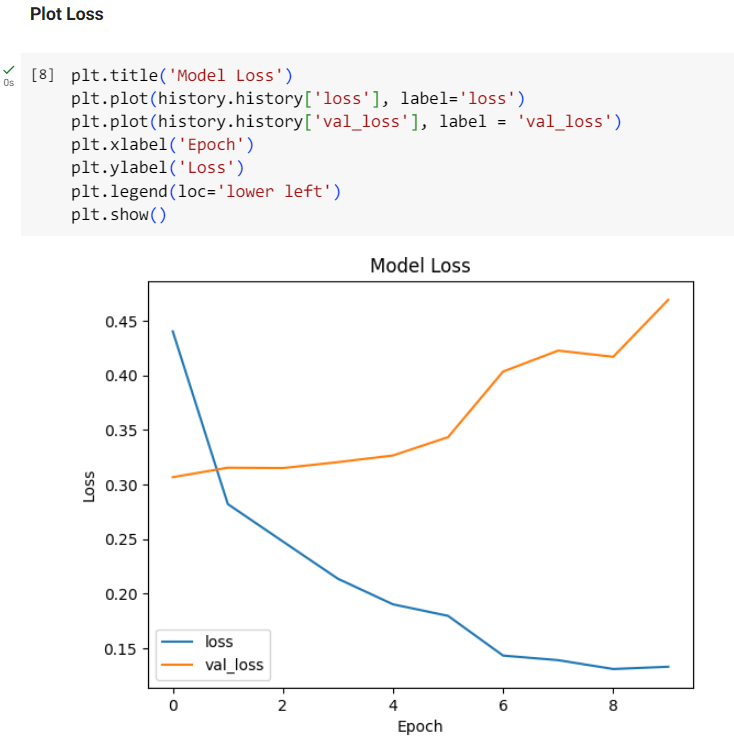 Plot Loss
0s
[8] plt.title('Model Loss')
plt.plot(history.history['loss'], label='loss')
plt.plot(history.history['val_loss'], label = 'val_loss')
plt.xlabel('Epoch')
plt.ylabel('Loss')
plt.legend(loc='lower left')
plt.show()
Model Loss
0.45
0.40
0.35
0.30
0.25
0.20
0.15
Loss
loss
val_loss
0 2 4 6 8
Epoch